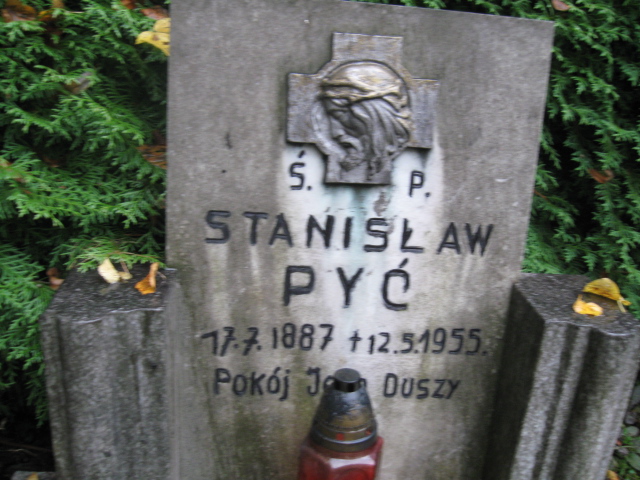 Ś. P.
STANISŁAW
PYĆ
17.7.1887 ✝ 12.5.1955.
POKÓJ DUSZY